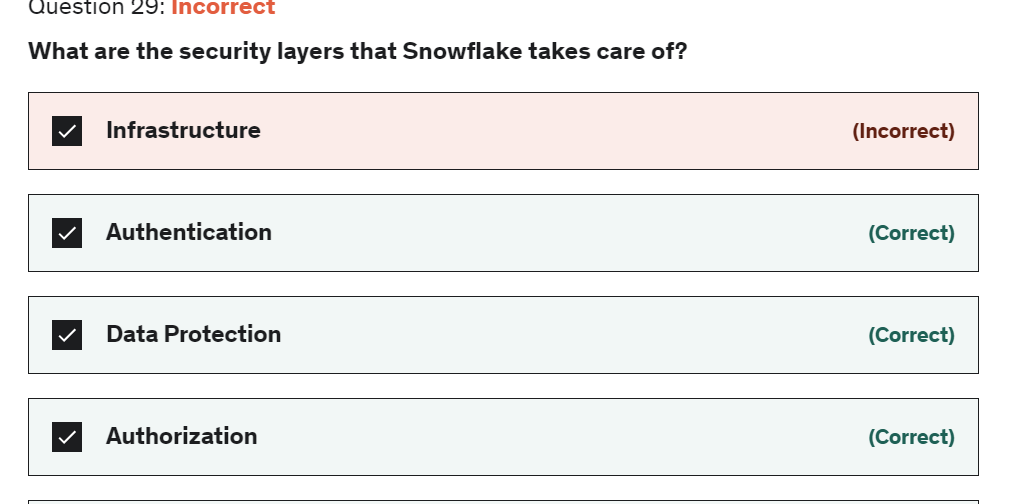 Question 29: Incorrect
What are the security layers that Snowflake takes care of?
Infrastructure (Incorrect)
Authentication (Correct)
Data Protection (Correct)
Authorization (Correct)